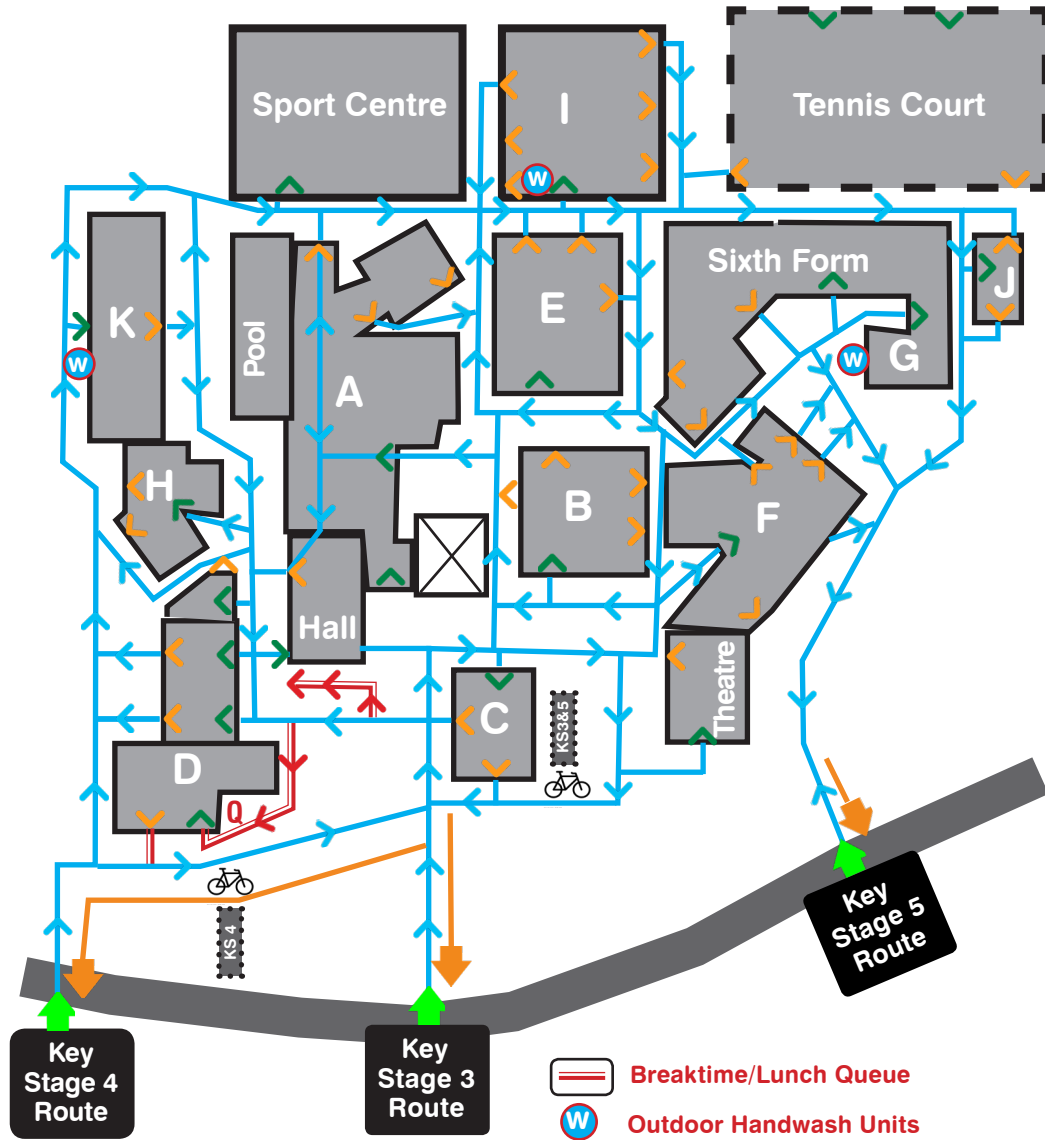 Sport Centre
I
Tennis Court
W
Sixth Form
K
Pool
E
J
A
W
G
W
H
B
F
Hall
Theatre
C
KS3&5
D
Q
KS 4
Key
Stage 5
Route
Key
Stage 4
Route
Key
Stage 3
Route
Breaktime/Lunch Queue
W
Outdoor Handwash Units